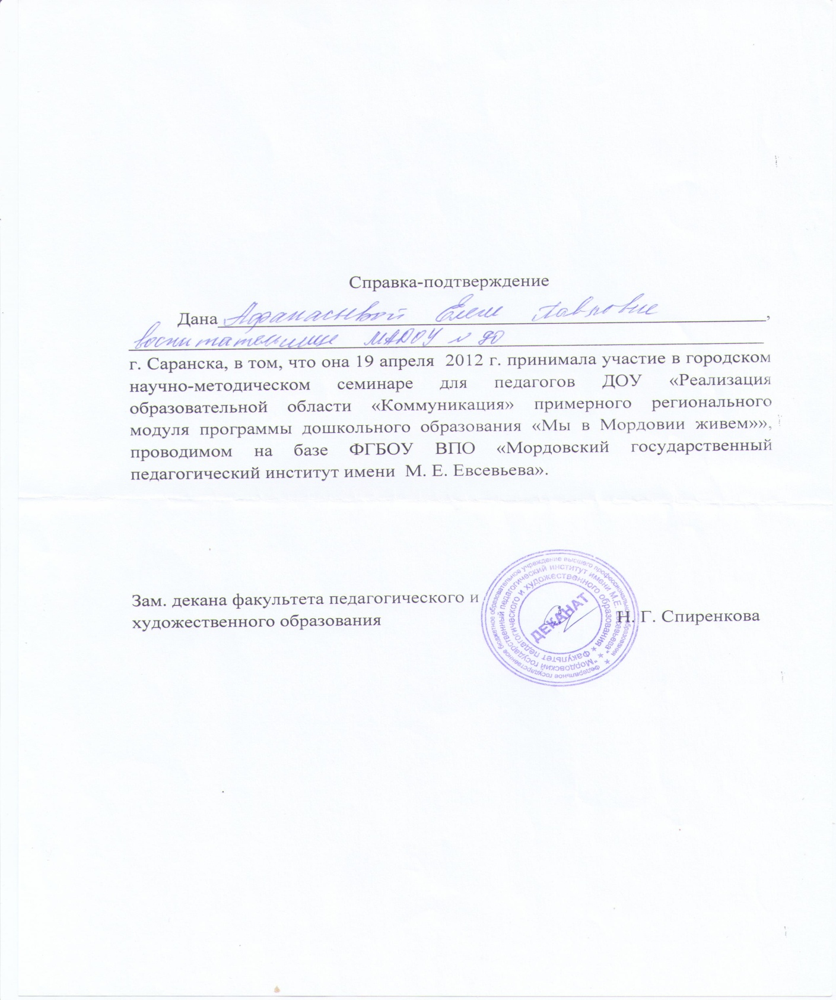 Справка-подтверждение
Дана Афанасьевой Елене Павловне,
воспитательнице МАДОУ № 90
г. Саранска, в том, что она 19 апреля 2012 г. принимала участие в городском
научно-методическом семинаре для педагогов ДОУ «Реализация
образовательной области «Коммуникация» примерного регионального
модуля программы дошкольного образования «Мы в Мордовии живем»»,
проводимом на базе ФГБОУ ВПО «Мордовский государственный
педагогический институт имени М. Е. Евсевьева».
Зам. декана факультета педагогического и
художественного образования
Н. Г. Спиренкова
Федеральное государственное бюджетное образовательное учреждение высшего профессионального образования
"Мордовский государственный педагогический институт имени М.Е. Евсевьева"
Факультет педагогического и художественного образования
ДЕКАНАТ